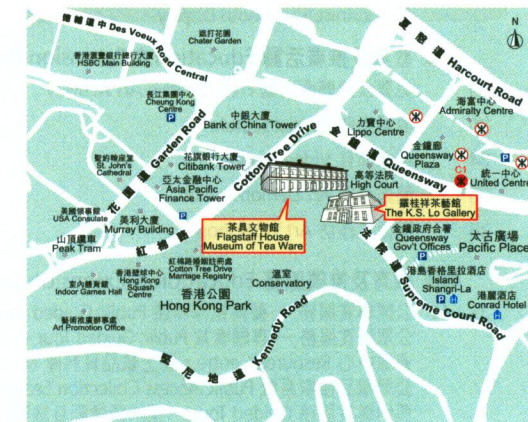 德輔道中 Des Voeux Road Central
遮打花園
Chater Garden
N
夏慤道 Harcourt Road
香港滙豐銀行總行大廈
HSBC Main Building
長江集團中心
Cheung Kong
Centre
P
中銀大廈
Bank of China Tower
力寶中心
Lippo Centre
海富中心
Admiralty Centre
金鐘廊
Queensway
Plaza
金鐘道 Queensway
C1
P
統一中心
United Centre
聖約翰座堂
St. John's
Cathedral
花園道 Garden Road
花旗銀行大廈
Citibank Tower
亞太金融中心
Asia Pacific
Finance Tower
P
Cotton Tree Drive
紅棉路
高等法院
High Court
羅桂祥茶藝館
The K.S. Lo Gallery
美國領事館
USA Consulate
美利大廈
Murray Building
茶具文物館
Flagstaff House
Museum of Tea Ware
山頂纜車
Peak Tram
金鐘政府合署
Queensway
Gov't Offices
P
太古廣場
Pacific Place
紅棉路婚姻註冊處
Cotton Tree Drive
Marriage Registry
香港壁球中心
Hong Kong
Squash
Centre
室內體育館
Indoor Games Hall
溫室
Conservatory
香港公園
Hong Kong Park
港島香格里拉酒店
Island
Shangri-La
P
港麗酒店
Conrad Hotel
法院道 Supreme Court Road
藝術推廣辦事處
Art Promotion Office
堅尼地道 Kennedy Road